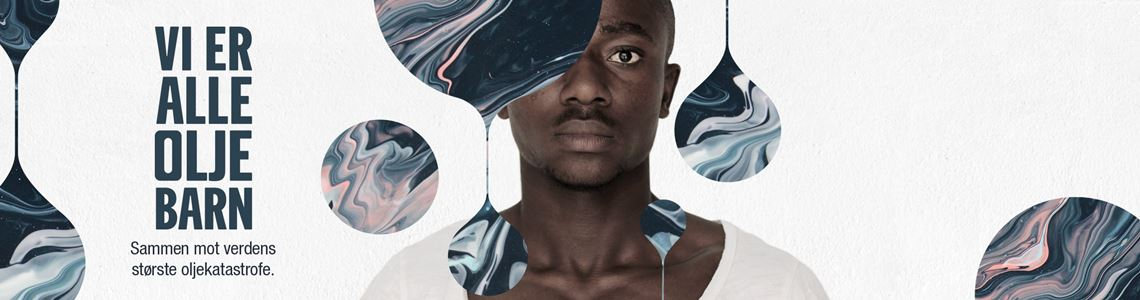 VI ER
ALLE
OLJE
BARN
Sammen mot verdens
største oljekatastrofe.